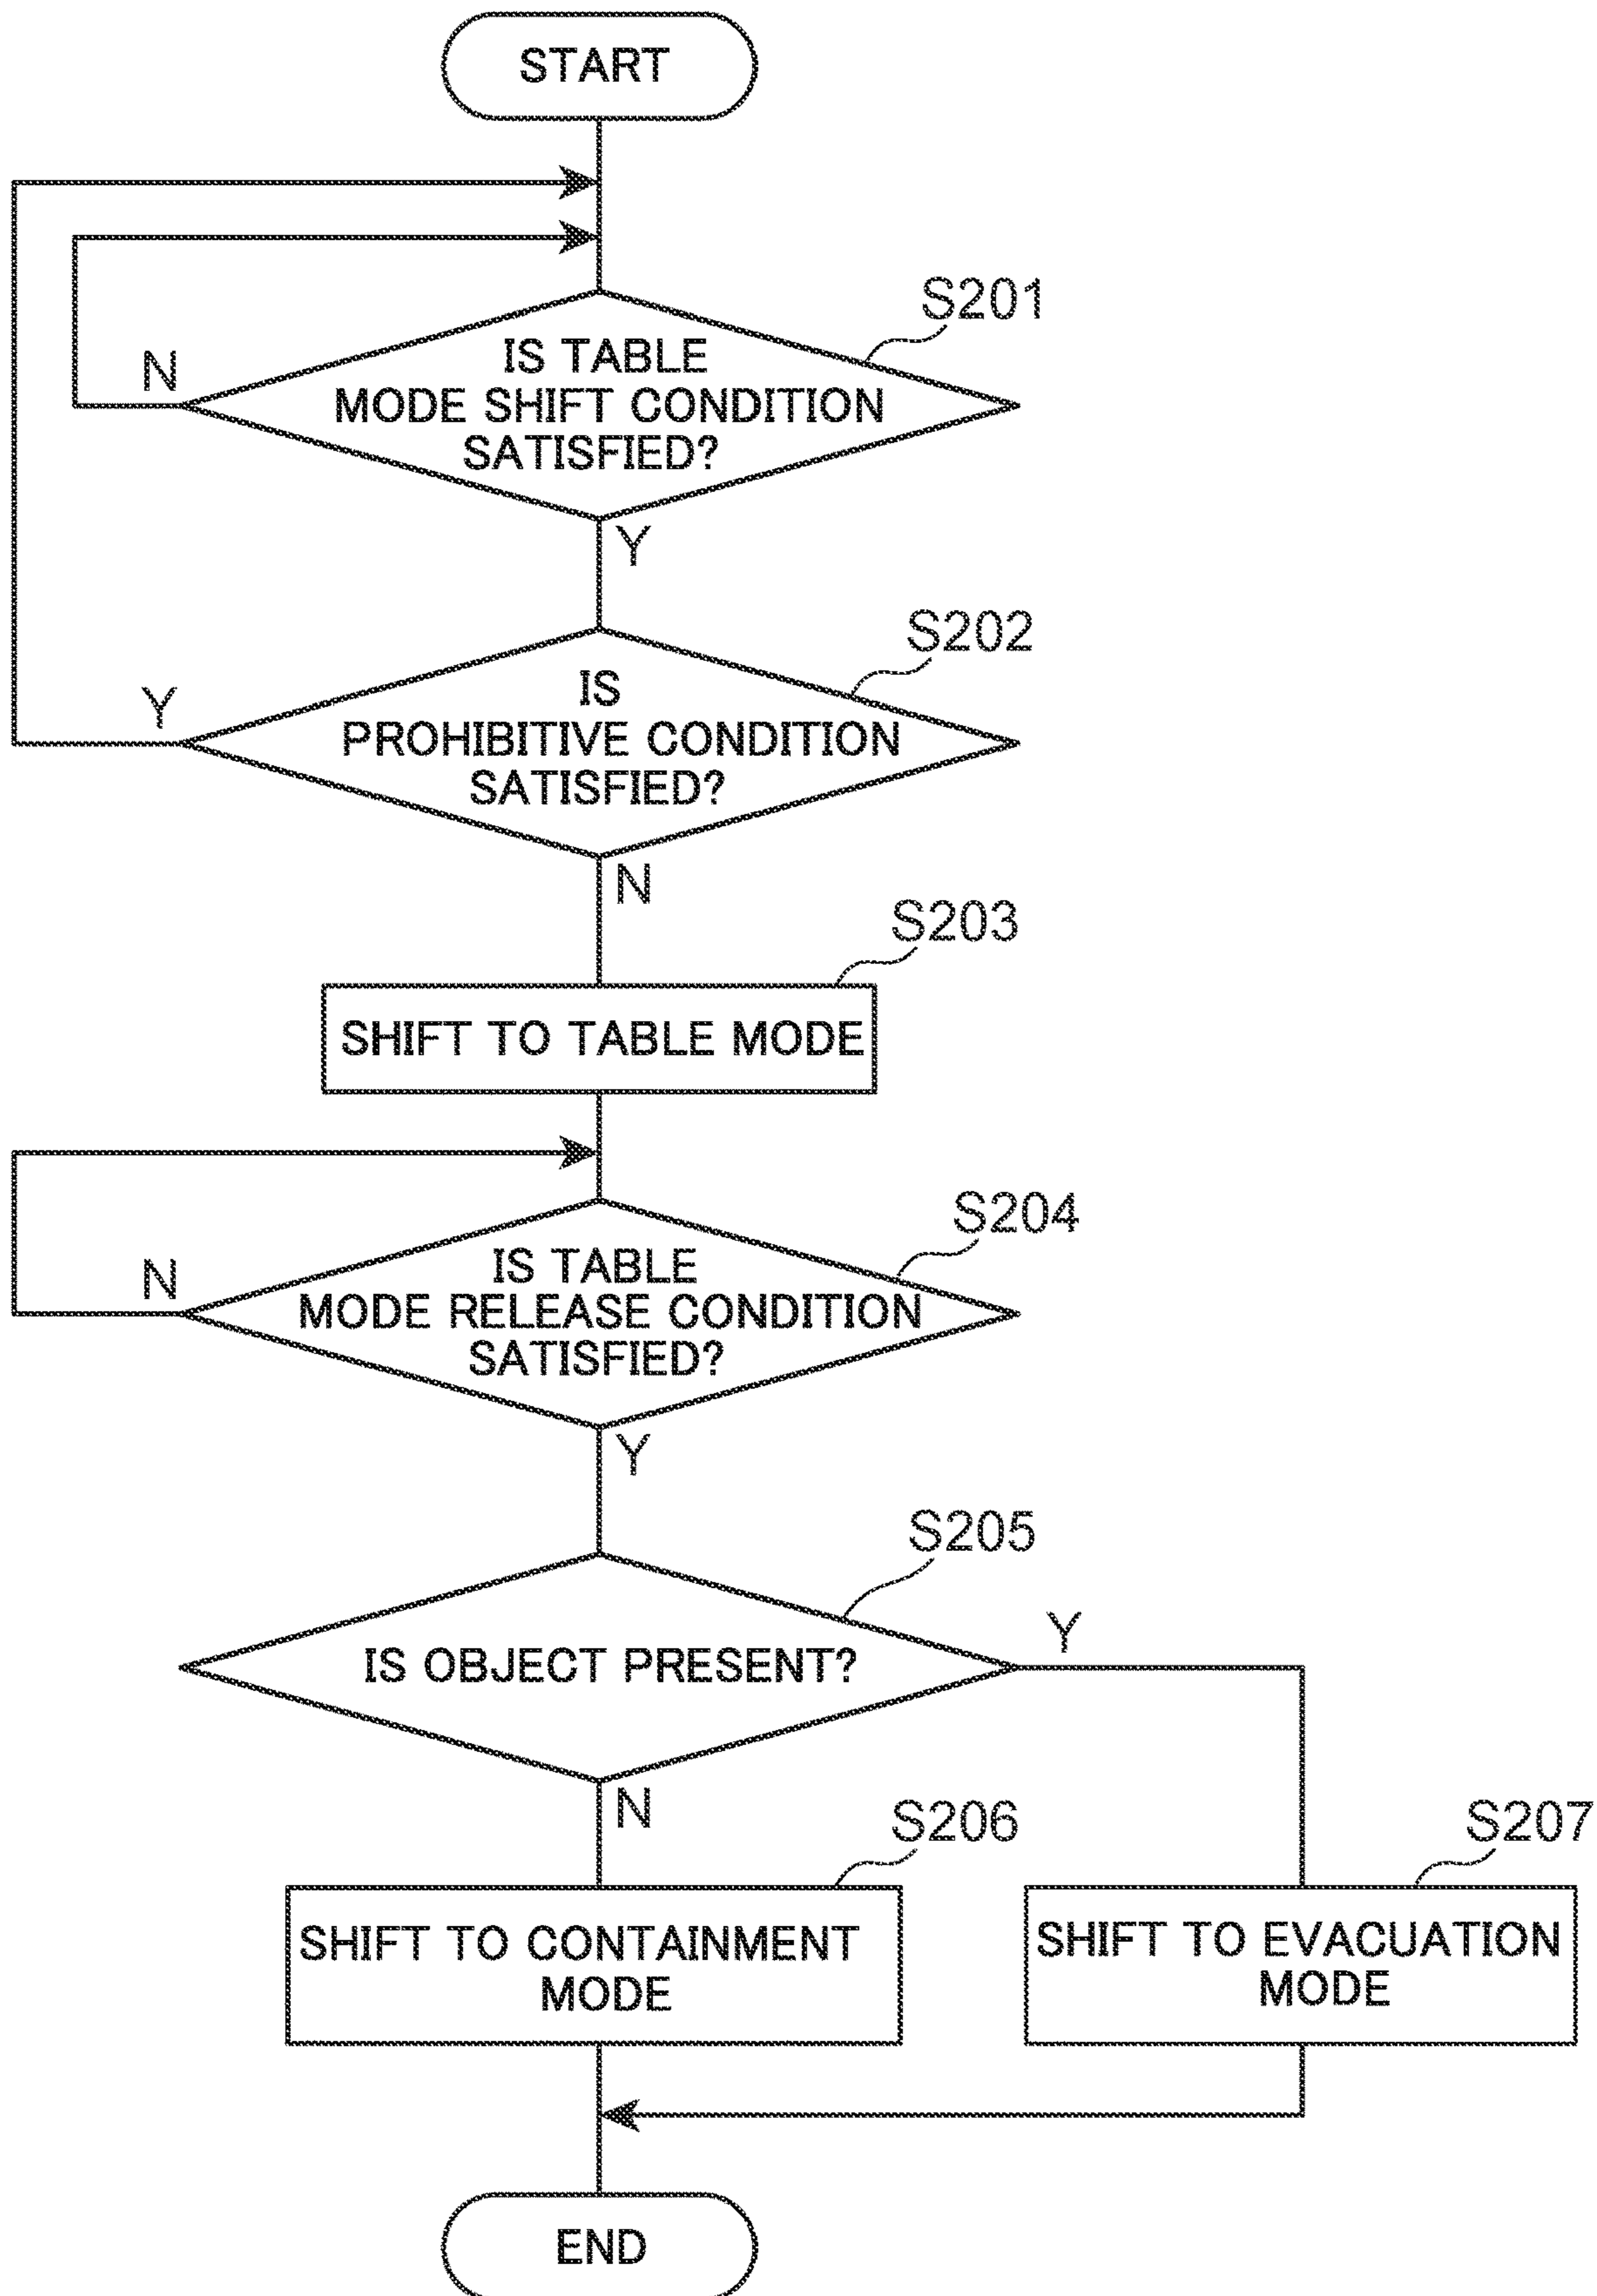 START
S201
IS TABLE
MODE SHIFT CONDITION
SATISFIED?
N
Y
S202
IS
PROHIBITIVE CONDITION
SATISFIED?
Y
N
S203
SHIFT TO TABLE MODE
S204
IS TABLE
MODE RELEASE CONDITION
SATISFIED?
N
Y
S205
IS OBJECT PRESENT?
Y
N
S206
SHIFT TO CONTAINMENT
MODE
S207
SHIFT TO EVACUATION
MODE
END